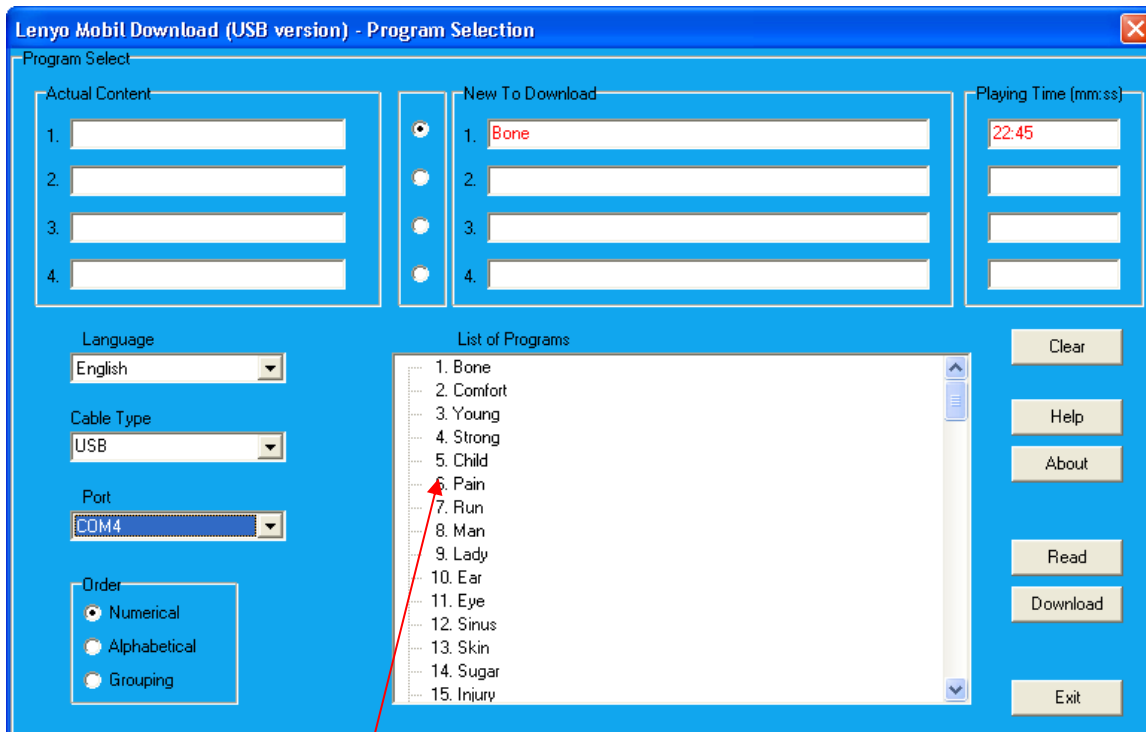 Lenyo Mobil Download (USB version) - Program Selection
Program Select
Actual Content
New To Download
Playing Time (mm:ss)
1.
1. Bone
22:45
2.
2.
3.
3.
4.
4.
Language
English
Cable Type
USB
Port
COM4
Order
Numerical
Alphabetical
Grouping
List of Programs
1. Bone
2. Comfort
3. Young
4. Strong
5. Child
6. Pain
7. Run
8. Man
9. Lady
10. Ear
11. Eye
12. Sinus
13. Skin
14. Sugar
15. Injury
Clear
Help
About
Read
Download
Exit